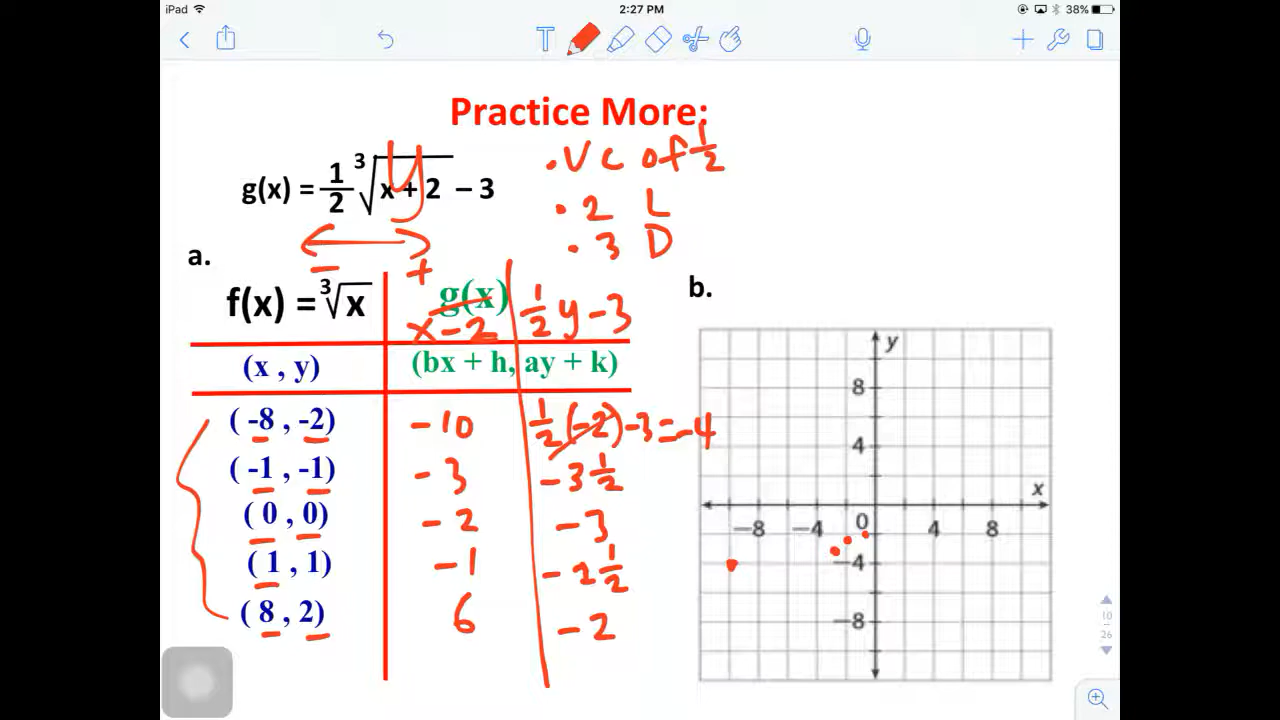 iPad 2:27 PM 38%
T
Practice More:
g(x) = 1/2 ∛x + 2 − 3
y
• V C of 1/2
• 2 L
• 3 D
− +
a.
f(x) = ∛x g(x)
x − 2 1/2 y − 3
b.
(x , y) (bx + h, ay + k)
( -8 , -2) -10 1/2 (-2) -3 = -4
( -1 , -1) -3 -3 1/2
( 0 , 0) -2 -3
( 1 , 1) -1 -2 1/2
( 8 , 2) 6 -2
y
8
4
x
−8 −4 0 4 8
−4
−8
10
26